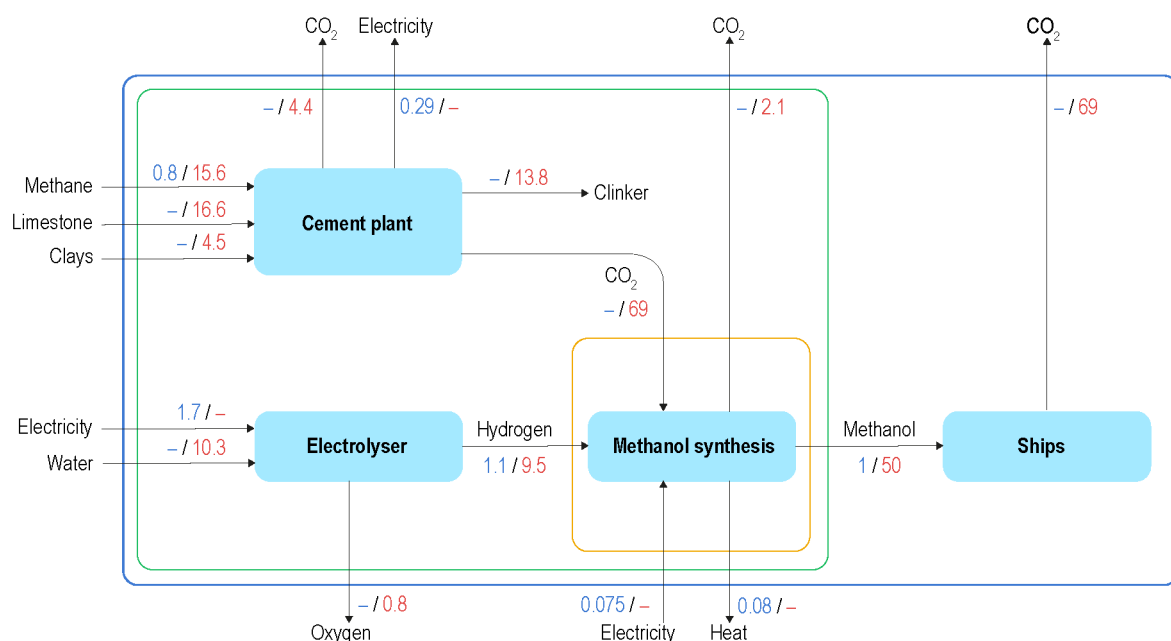 CO₂
Electricity
CO₂
CO₂
– / 4.4
0.29 / –
– / 2.1
– / 69
Methane
0.8 / 15.6
Limestone
– / 16.6
Clays
– / 4.5
Cement plant
– / 13.8
Clinker
CO₂
– / 69
Electricity
1.7 / –
Water
– / 10.3
Electrolyser
Hydrogen
1.1 / 9.5
Methanol synthesis
Methanol
1 / 50
Ships
– / 0.8
Oxygen
0.075 / –
Electricity
0.08 / –
Heat